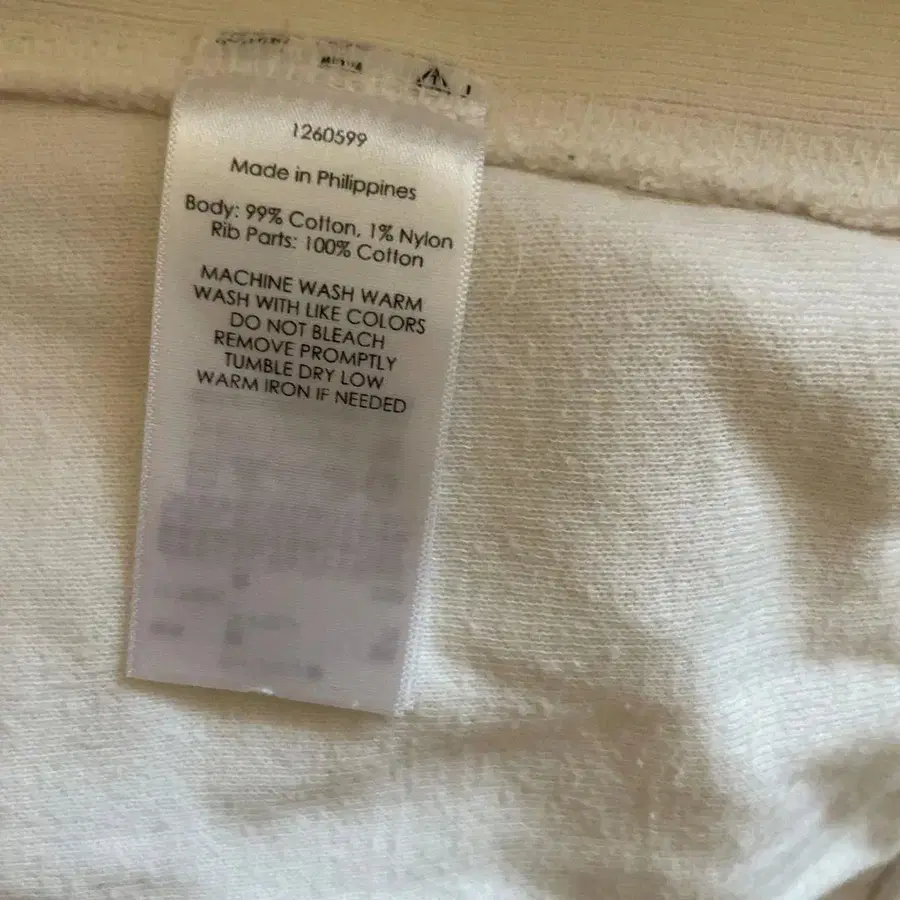 1260599
Made in Philippines
Body: 99% Cotton, 1% Nylon
Rib Parts: 100% Cotton
MACHINE WASH WARM
WASH WITH LIKE COLORS
DO NOT BLEACH
REMOVE PROMPTLY
TUMBLE DRY LOW
WARM IRON IF NEEDED